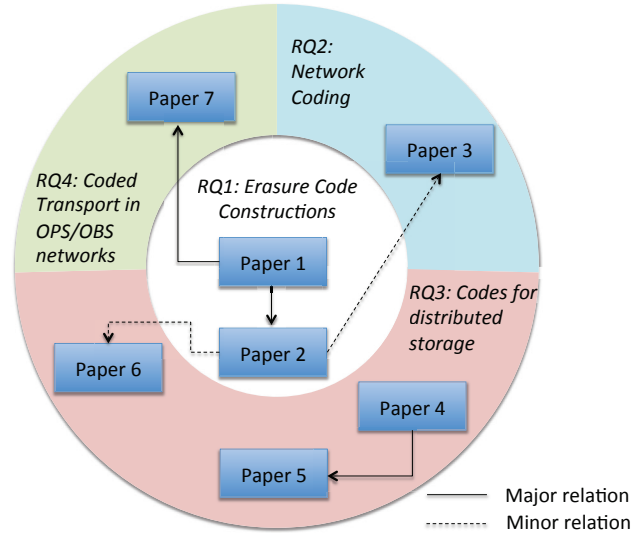 RQ2:
Network
Coding
Paper 7
Paper 3
RQ4: Coded
Transport in
OPS/OBS
networks
RQ1: Erasure Code
Constructions
Paper 1
RQ3: Codes for
distributed
storage
Paper 2
Paper 6
Paper 4
Paper 5
Major relation
Minor relation